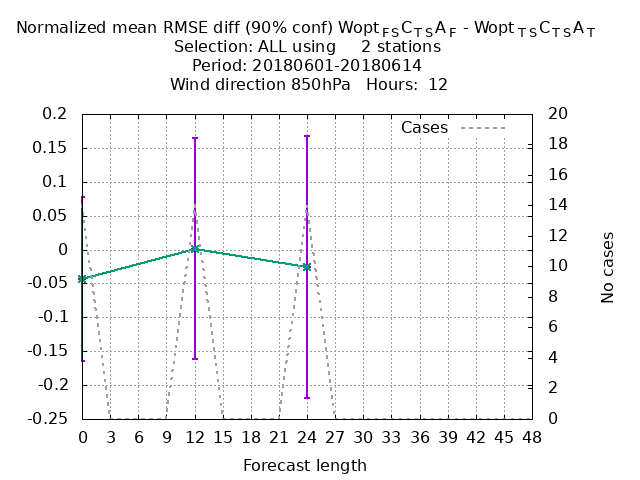 Normalized mean RMSE diff (90% conf) Wopt FS C TS A F - Wopt TS C TS A T
Selection: ALL using 2 stations
Period: 20180601-20180614
Wind direction 850hPa Hours: 12
Cases
0.2
0.15
0.1
0.05
0
-0.05
-0.1
-0.15
-0.2
-0.25
20
18
16
14
12
10
8
6
4
2
0
No cases
0 3 6 9 12 15 18 21 24 27 30 33 36 39 42 45 48
Forecast length